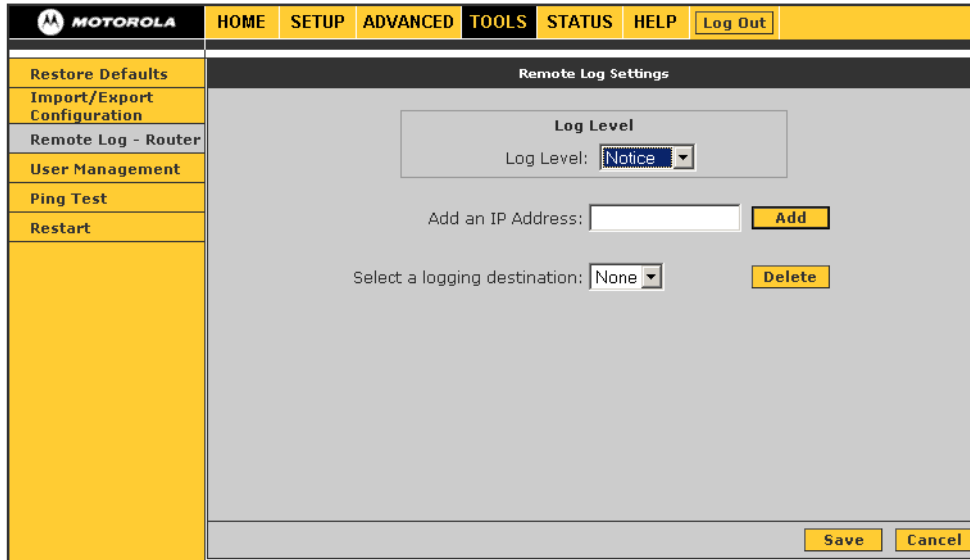 MOTOROLA HOME SETUP ADVANCED TOOLS STATUS HELP Log Out
Restore Defaults
Import/Export
Configuration
Remote Log - Router
User Management
Ping Test
Restart
Remote Log Settings
Log Level
Log Level: Notice
Add an IP Address: Add
Select a logging destination: None Delete
Save Cancel